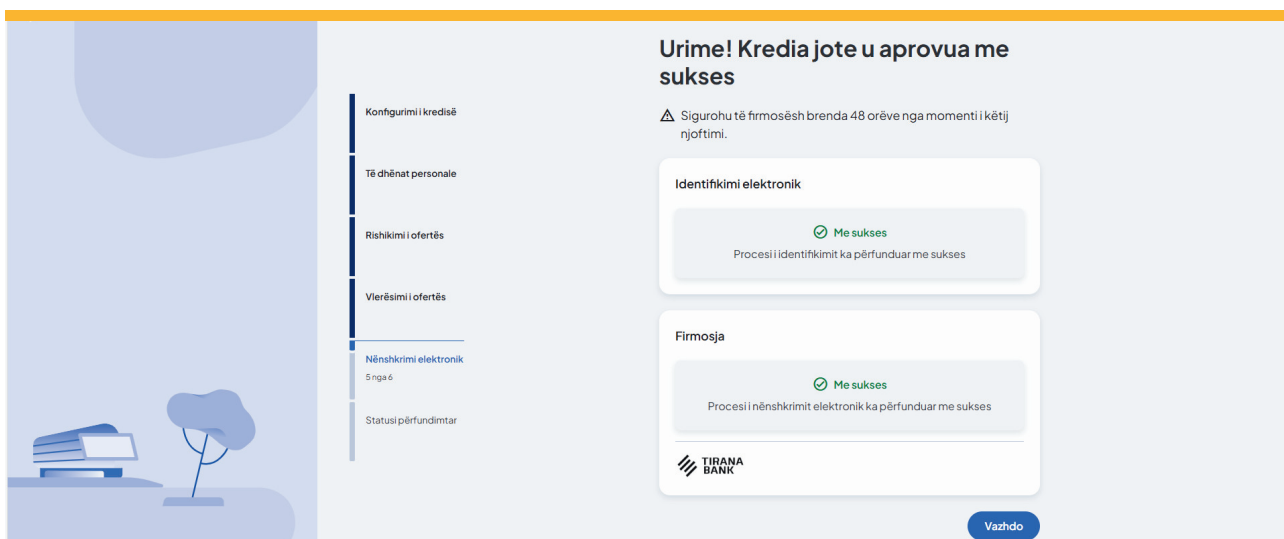 Urime! Kredia jote u aprovua me
sukses
Sigurohu të firmosësh brenda 48 orëve nga momenti i këtij
njoftimi.
Konfigurimi i kredisë
Të dhënat personale
Rishikimi i ofertës
Vlerësimi i ofertës
Nënshkrimi elektronik
5 nga 6
Statusi përfundimtar
Identifikimi elektronik
Me sukses
Procesi i identifikimit ka përfunduar me sukses
Firmosja
Me sukses
Procesi i nënshkrimit elektronik ka përfunduar me sukses
TIRANA
BANK
Vazhdo